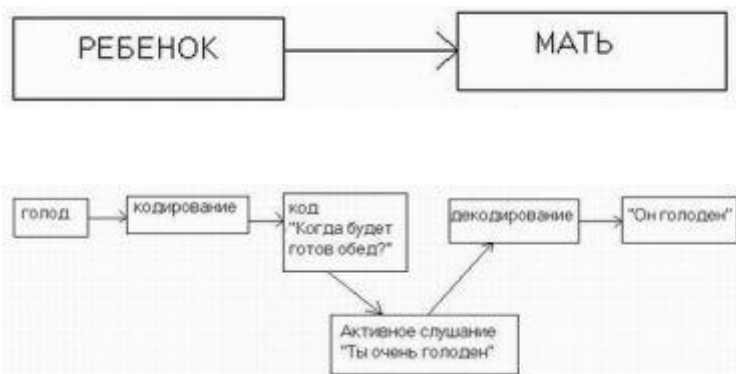 РЕБЕНОК
МАТЬ
голод
кодирование
код
"Когда будет
готов обед?"
декодирование
"Он голоден"
Активное слушание
"Ты очень голоден"